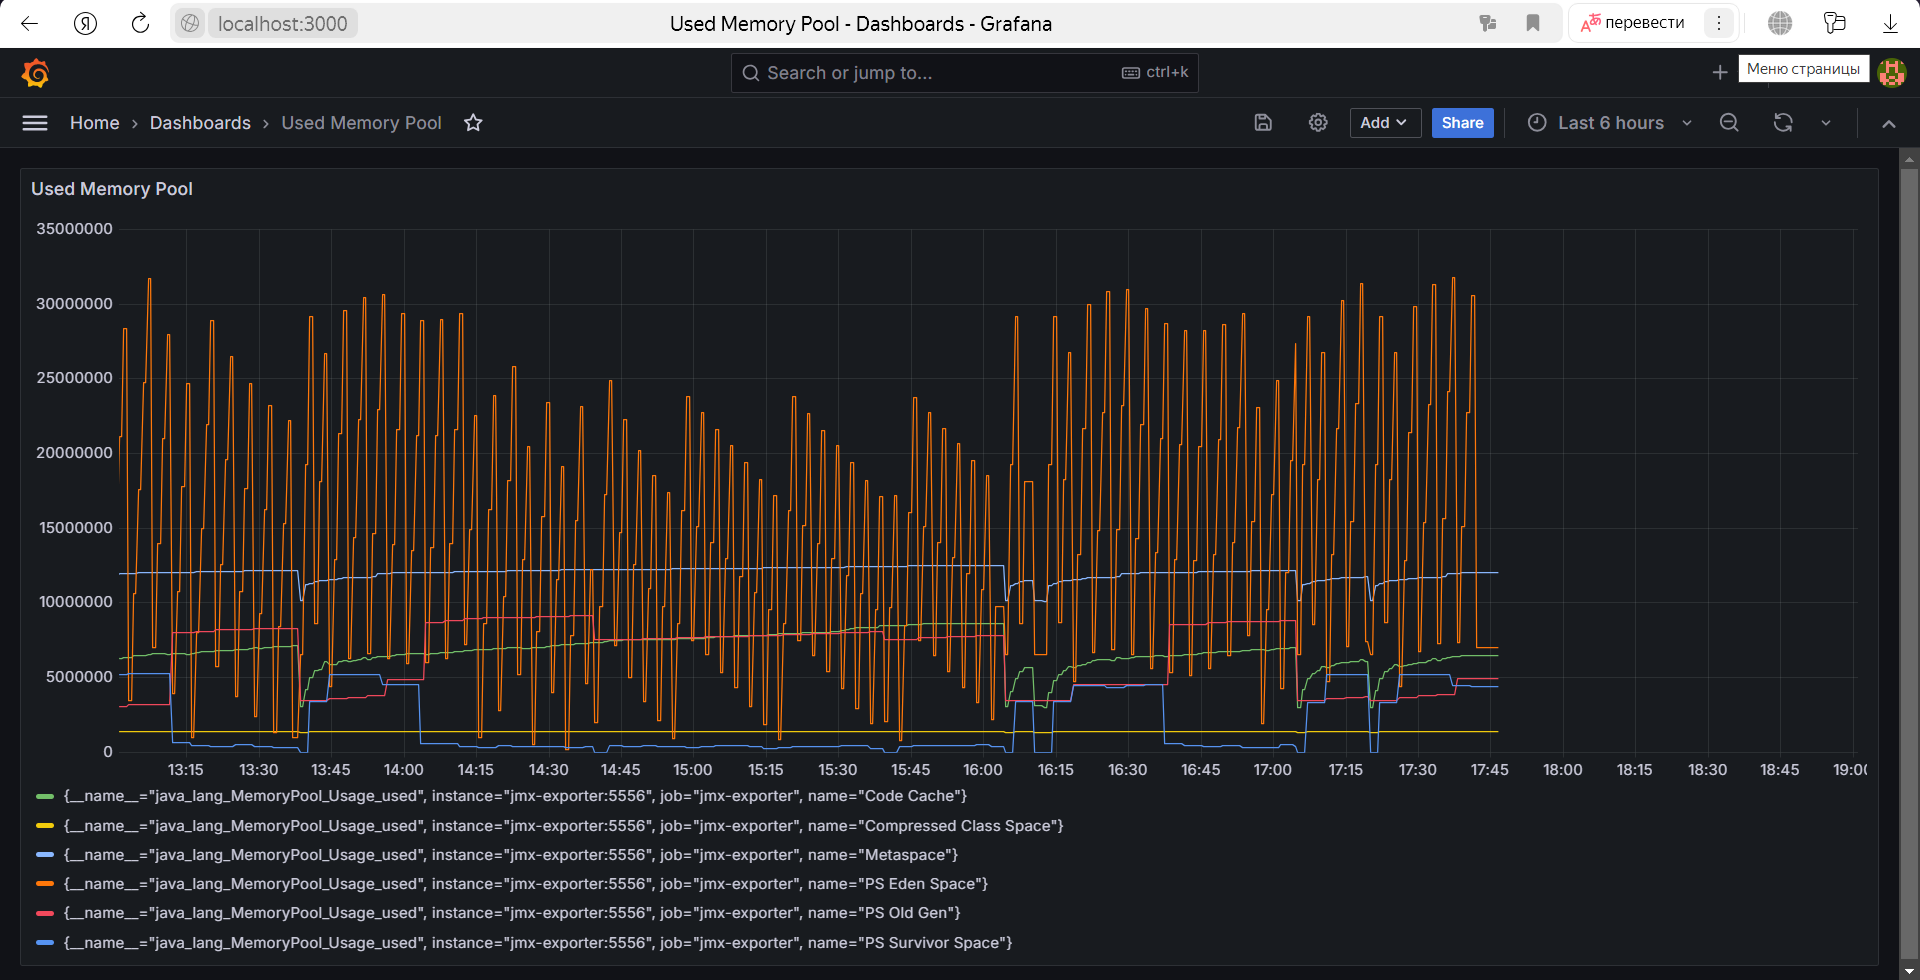 Я localhost:3000 Used Memory Pool - Dashboards - Grafana перевести
Search or jump to... ctrl+k Меню страницы
Home › Dashboards › Used Memory Pool Add Share Last 6 hours
Used Memory Pool
35000000
30000000
25000000
20000000
15000000
10000000
5000000
0
13:15 13:30 13:45 14:00 14:15 14:30 14:45 15:00 15:15 15:30 15:45 16:00 16:15 16:30 16:45 17:00 17:15 17:30 17:45 18:00 18:15 18:30 18:45 19:00
{__name__="java_lang_MemoryPool_Usage_used", instance="jmx-exporter:5556", job="jmx-exporter", name="Code Cache"}
{__name__="java_lang_MemoryPool_Usage_used", instance="jmx-exporter:5556", job="jmx-exporter", name="Compressed Class Space"}
{__name__="java_lang_MemoryPool_Usage_used", instance="jmx-exporter:5556", job="jmx-exporter", name="Metaspace"}
{__name__="java_lang_MemoryPool_Usage_used", instance="jmx-exporter:5556", job="jmx-exporter", name="PS Eden Space"}
{__name__="java_lang_MemoryPool_Usage_used", instance="jmx-exporter:5556", job="jmx-exporter", name="PS Old Gen"}
{__name__="java_lang_MemoryPool_Usage_used", instance="jmx-exporter:5556", job="jmx-exporter", name="PS Survivor Space"}